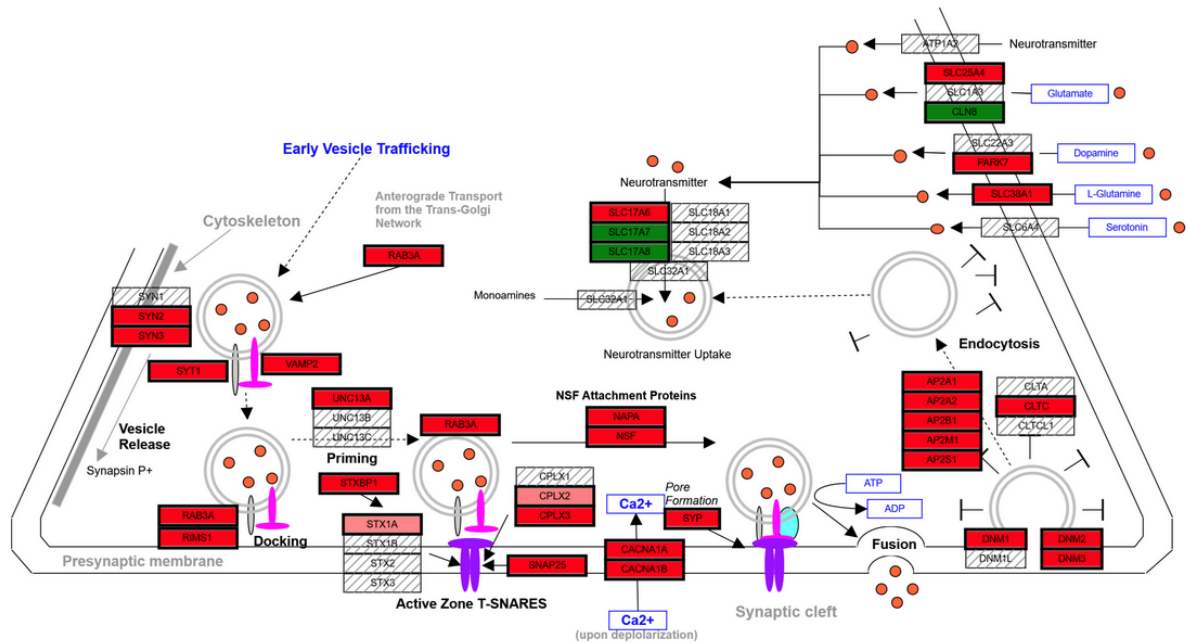 ATP1A2
Neurotransmitter
SLC25A4
SLC1A3
CLN8
Glutamate
Early Vesicle Trafficking
SLC22A3
PARK7
Dopamine
Neurotransmitter
Anterograde Transport
from the Trans-Golgi
Network
SLC38A1
L-Glutamine
Cytoskeleton
SLC17A6
SLC18A1
SLC17A7
SLC18A2
SLC17A8
SLC18A3
SLC6A4
Serotonin
RAB3A
SLC32A1
Monoamines
SLC32A1
SYN1
SYN2
SYN3
Neurotransmitter Uptake
Endocytosis
SYT1
VAMP2
AP2A1
AP2A2
AP2B1
AP2M1
AP2S1
CLTA
CLTC
CLTCL1
UNC13A
UNC13B
UNC13C
NSF Attachment Proteins
NAPA
NSF
RAB3A
Vesicle
Release
Priming
Synapsin P+
STXBP1
CPLX1
CPLX2
CPLX3
Pore
Formation
ATP
ADP
Ca2+
SYP
RAB3A
RIMS1
Docking
STX1A
STX1B
STX2
STX3
SNAP25
CACNA1A
CACNA1B
Fusion
DNM1
DNM1L
DNM2
DNM3
Presynaptic membrane
Active Zone T-SNARES
Synaptic cleft
Ca2+
(upon deplolarization)